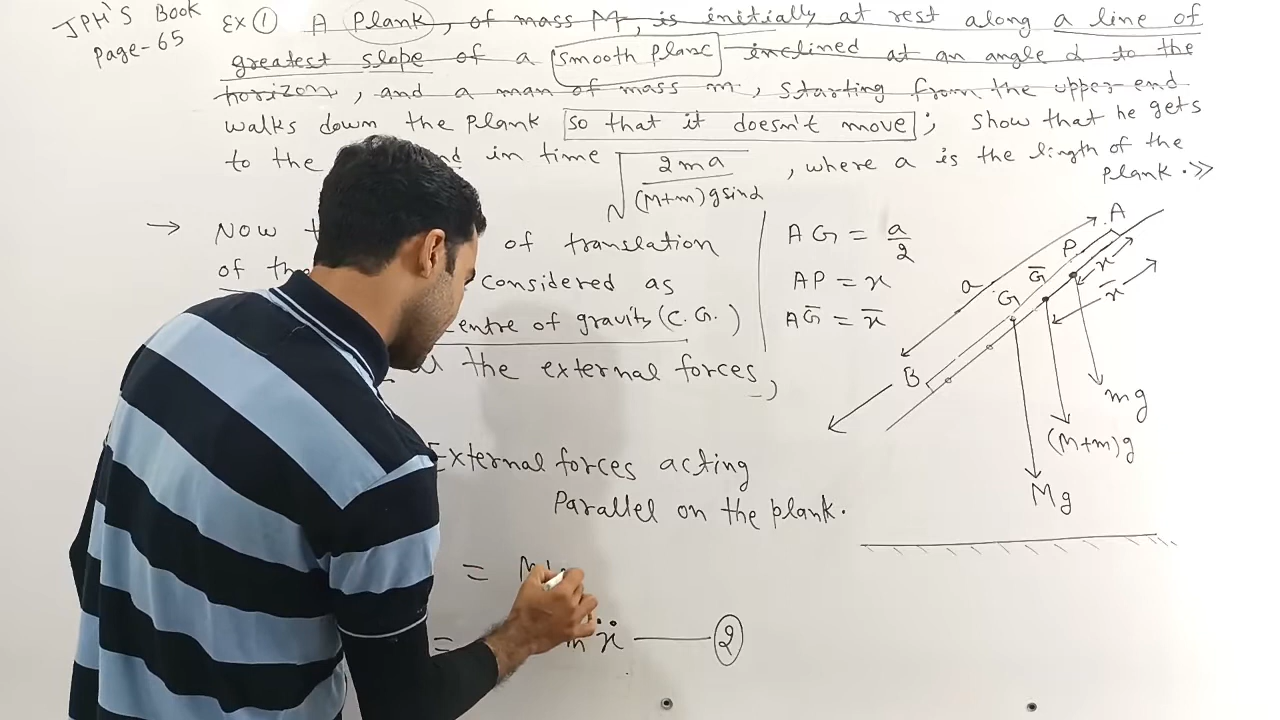 JPH'S Book
Page-65
Ex ① A Plank, of mass M, is initially at rest along a line of
greatest slope of a smooth plane inclined at an angle α to the
horizon, and a man of mass m, starting from the upper end
walks down the plank so that it doesn't move; Show that he gets
to the in time √2ma/(M+m)gsinα, where a is the length of the
Plank.>>
→ Now of translation
of considered as
centre of gravity (C.G.)
the external forces,
External forces acting
Parallel on the plank.
=
= ẍ —— ②
AG = a/2
AP = x
AḠ = x̄
A
P
x
Ḡ
x̄
G
a
B
mg
(M+m)g
Mg